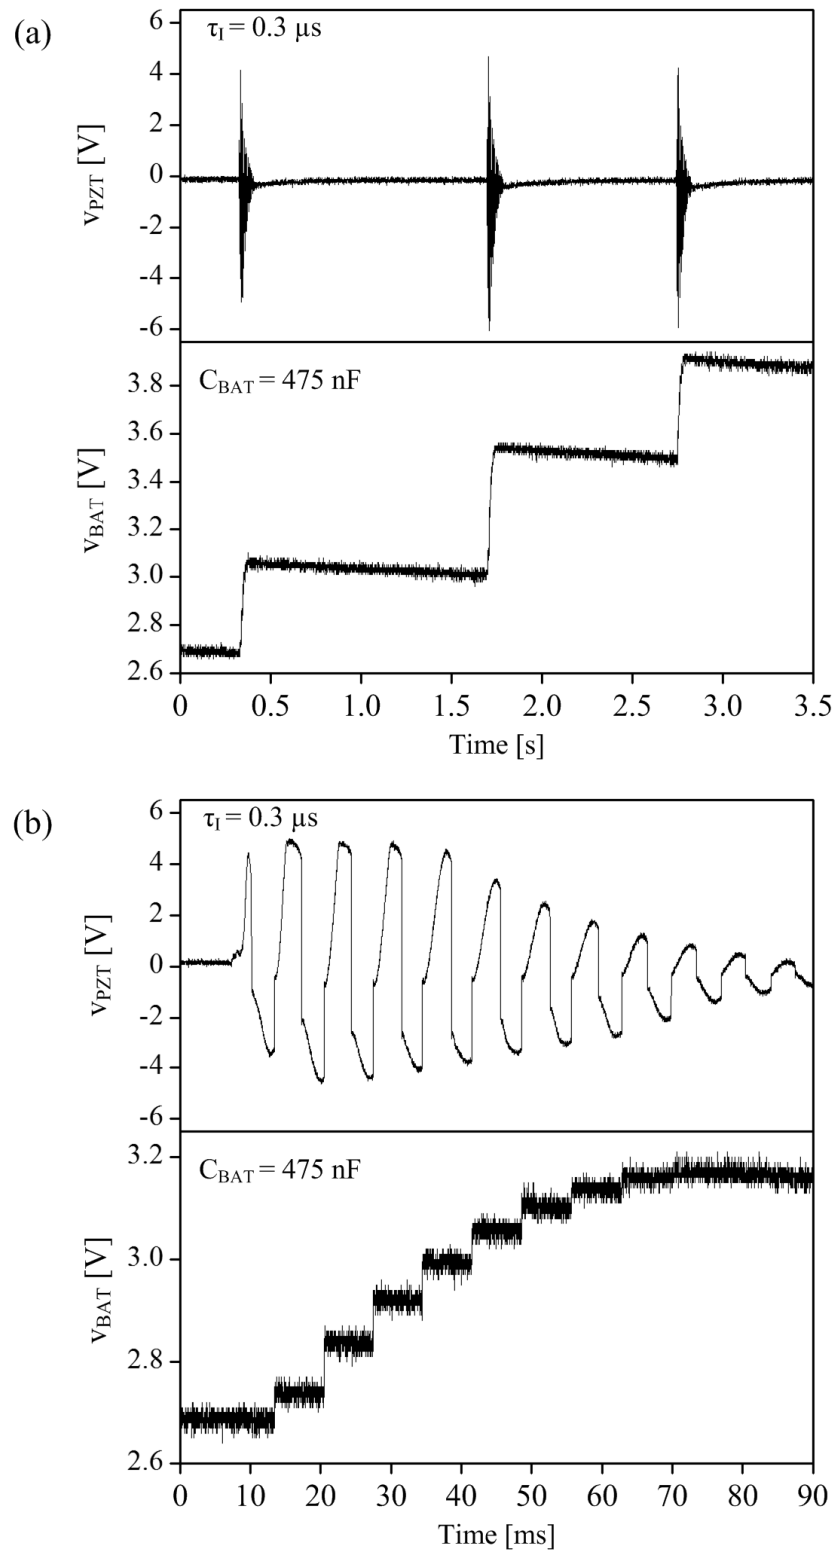 (a)
τI = 0.3 μs
6
4
2
0
-2
-4
-6
vPZT [V]
CBAT = 475 nF
3.8
3.6
3.4
3.2
3.0
2.8
2.6
vBAT [V]
0 0.5 1.0 1.5 2.0 2.5 3.0 3.5
Time [s]
(b)
τI = 0.3 μs
6
4
2
0
-2
-4
-6
vPZT [V]
CBAT = 475 nF
3.2
3.0
2.8
2.6
vBAT [V]
0 10 20 30 40 50 60 70 80 90
Time [ms]